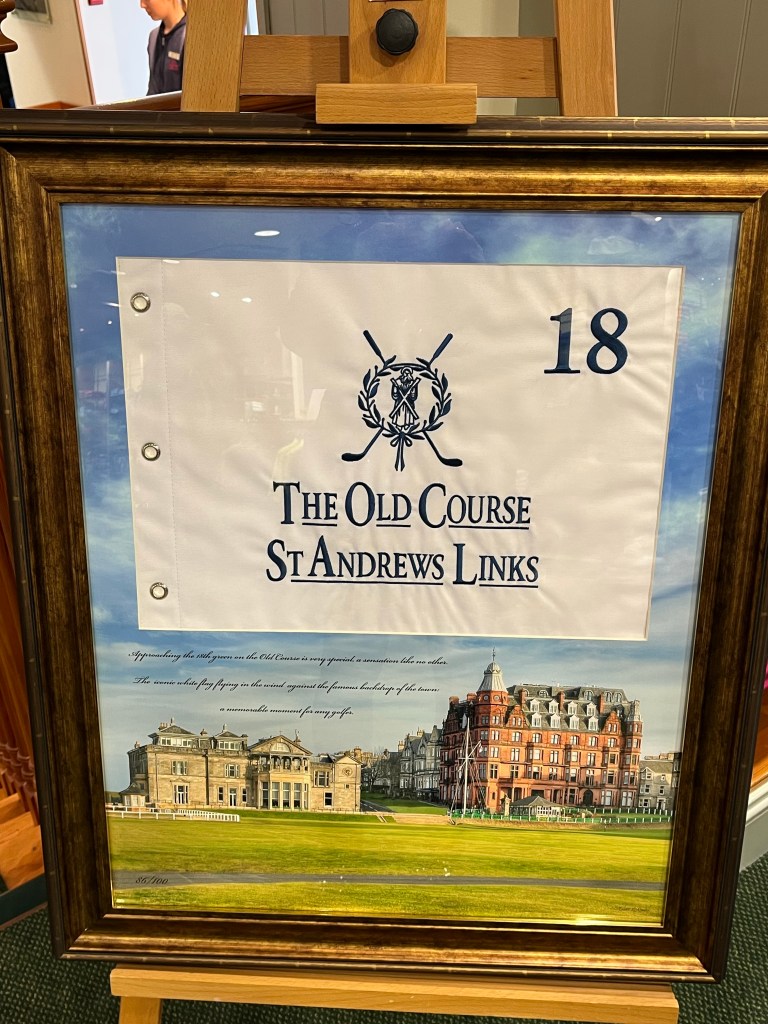 18
THE OLD COURSE
ST ANDREWS LINKS
Approaching the 18th green on the Old Course is very special, a sensation like no other.
The iconic white flag flying in the wind against the famous backdrop of the town:
a memorable moment for any golfer.
86/100